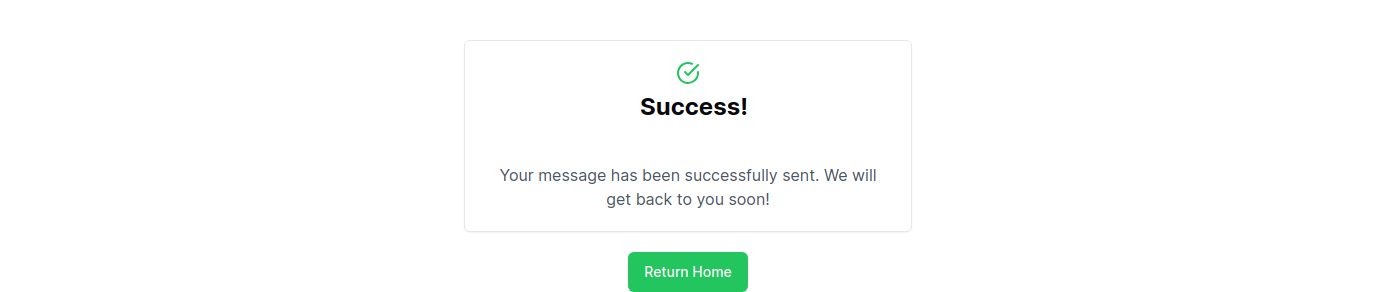 Success!
Your message has been successfully sent. We will
get back to you soon!
Return Home